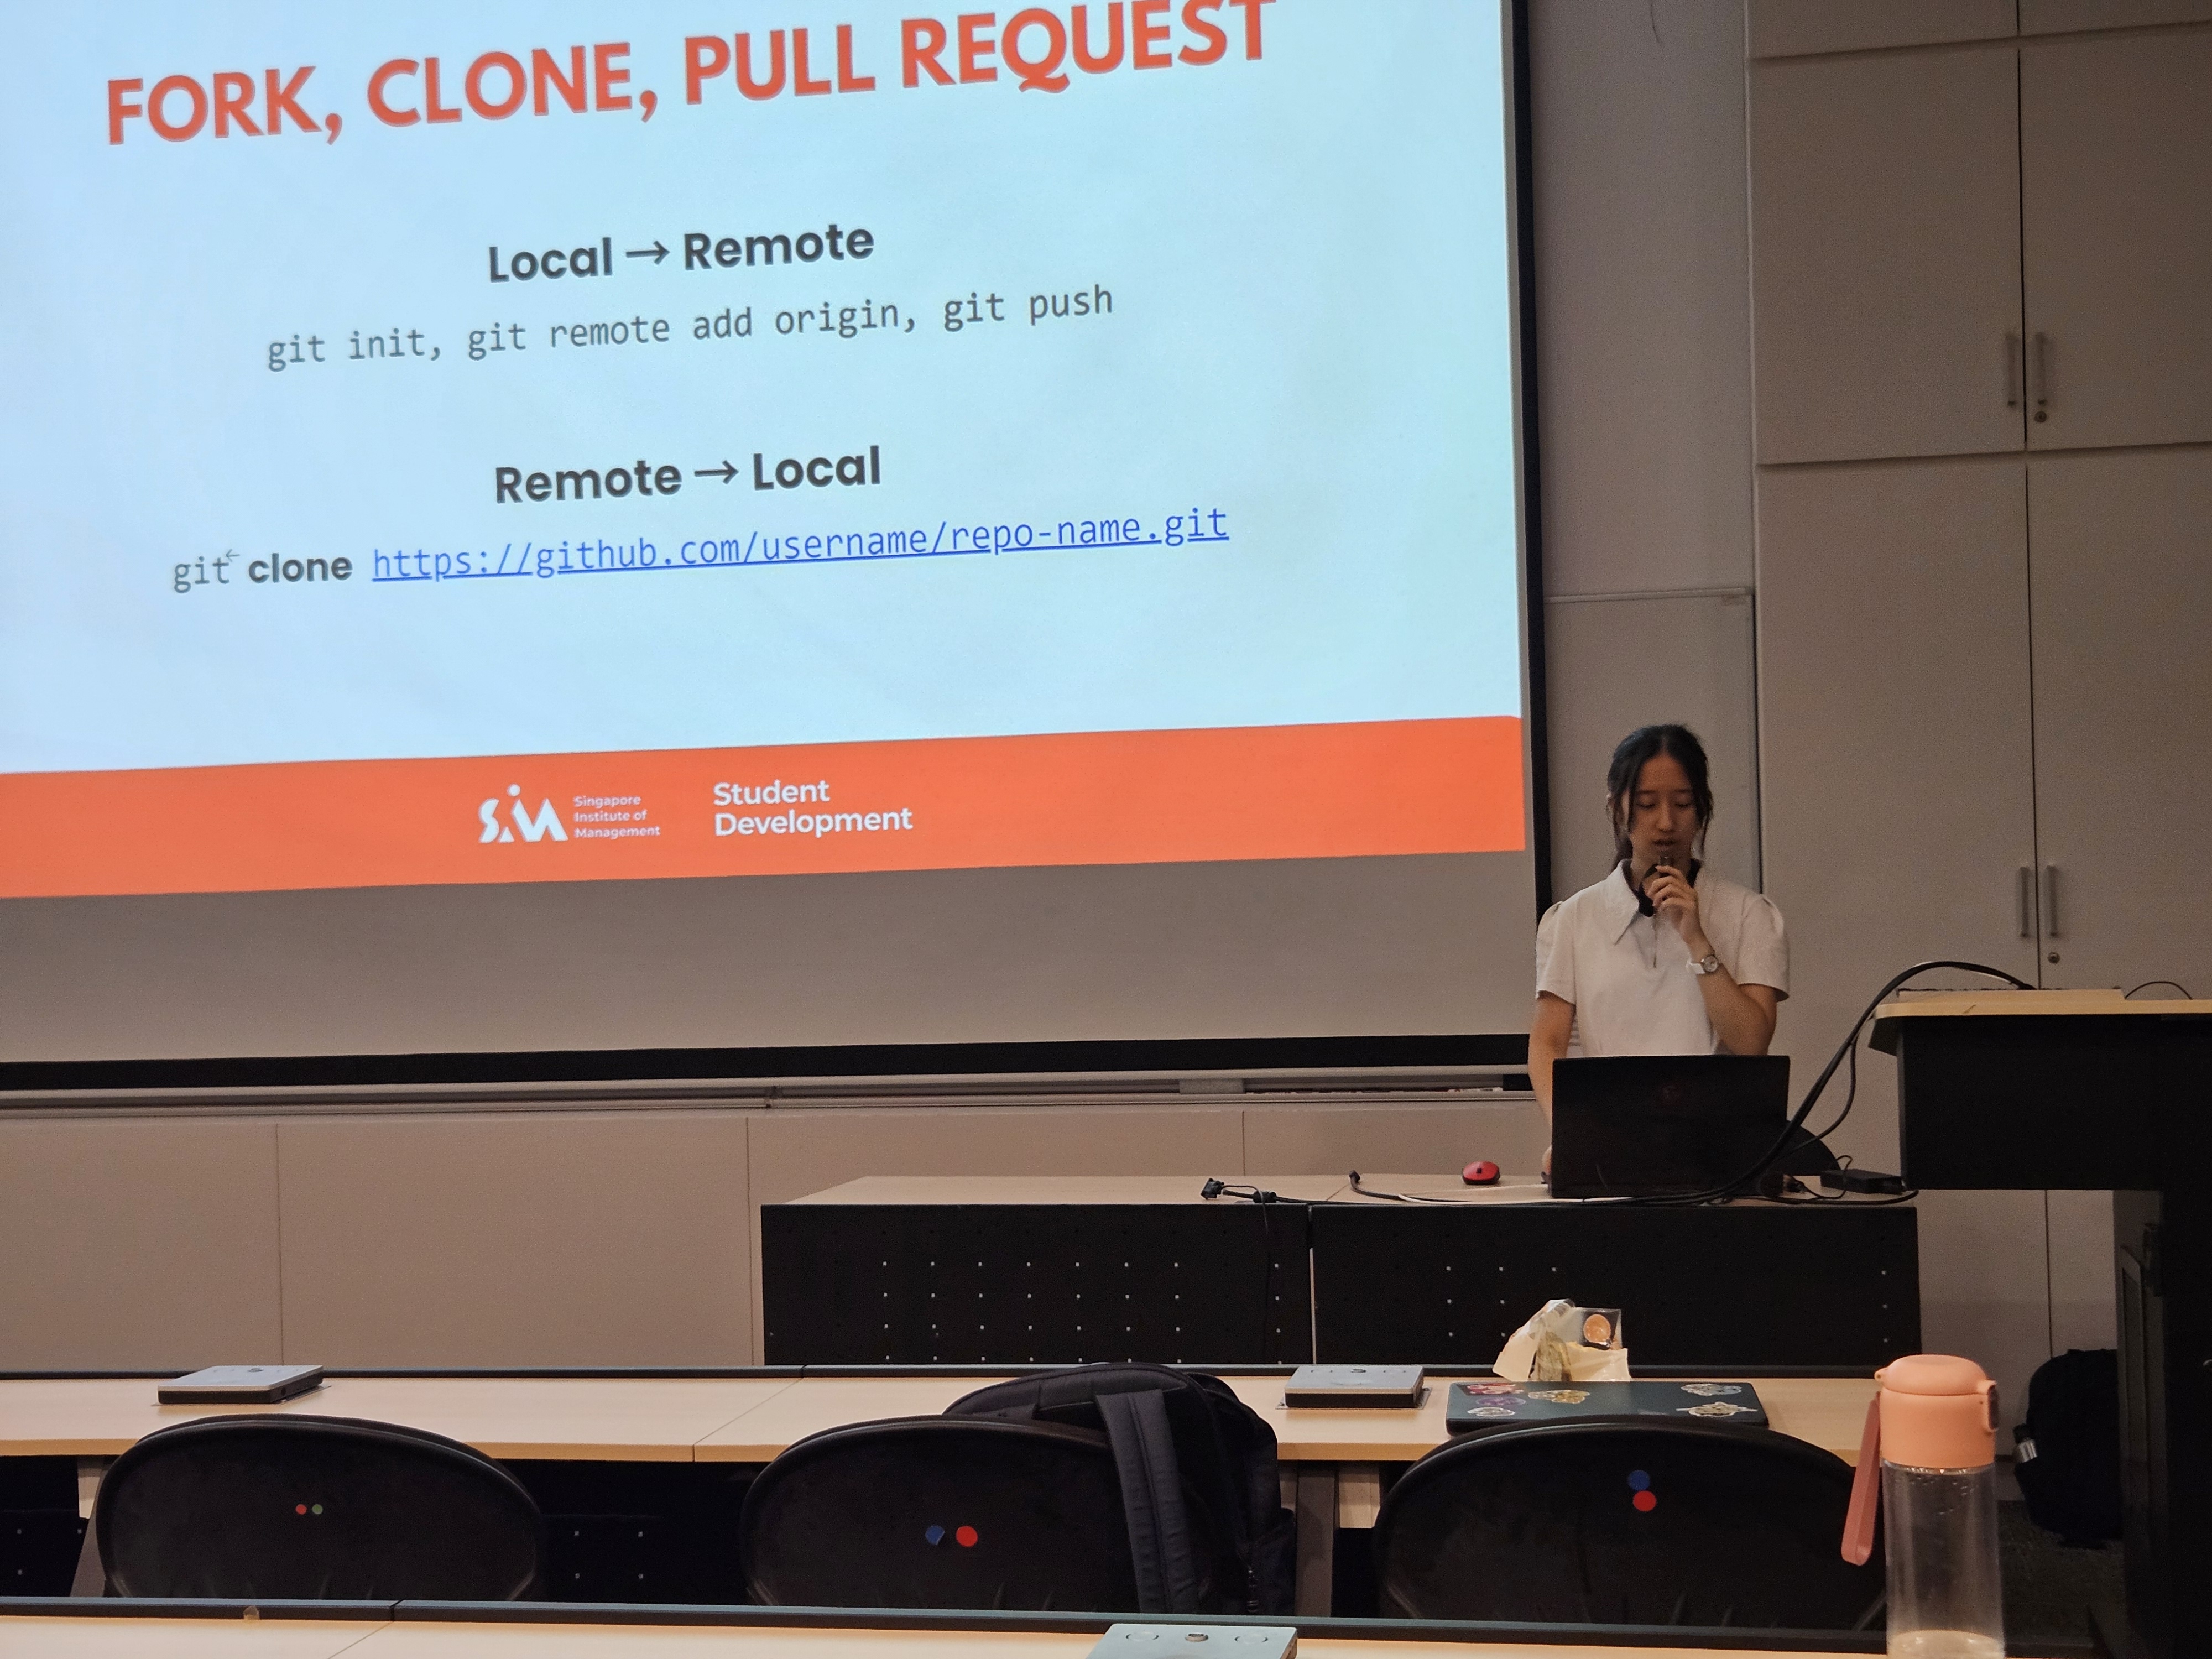 FORK, CLONE, PULL REQUEST
Local → Remote
git init, git remote add origin, git push
Remote → Local
git clone https://github.com/username/repo-name.git
SIM
Singapore
Institute of
Management
Student
Development